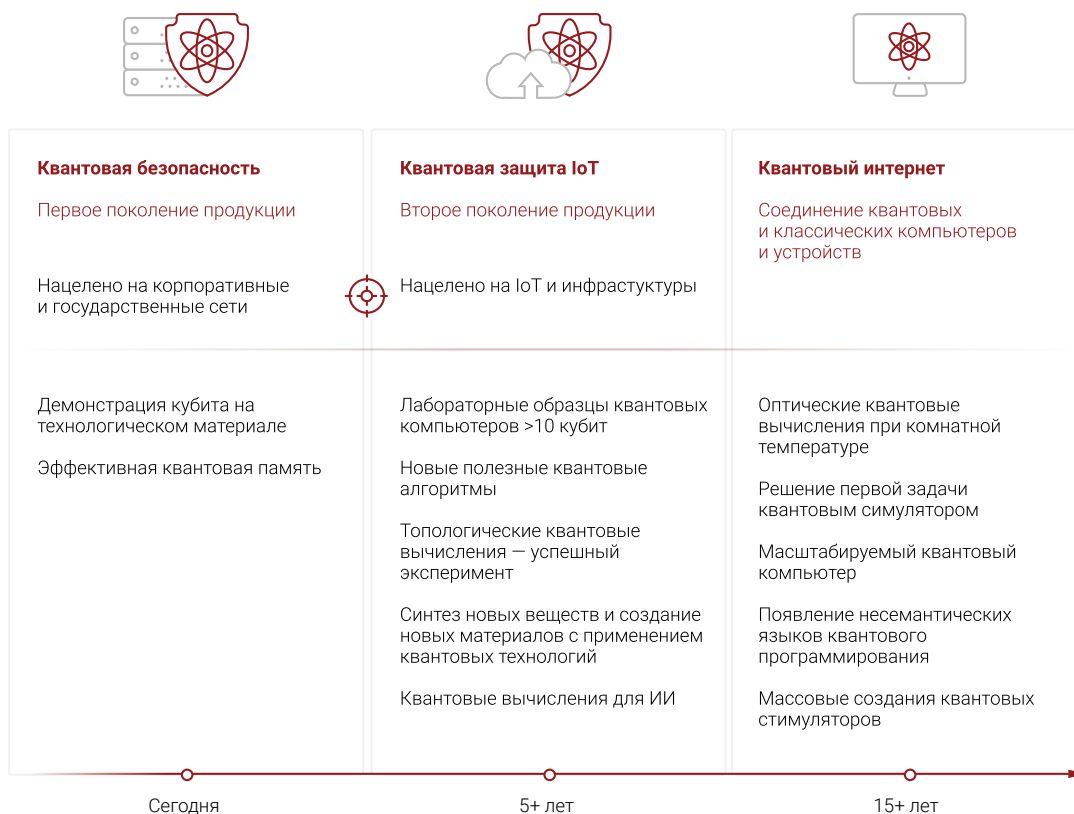 Квантовая безопасность
Первое поколение продукции
Нацелено на корпоративные
и государственные сети
Демонстрация кубита на
технологическом материале
Эффективная квантовая память
Сегодня
Квантовая защита IoT
Второе поколение продукции
Нацелено на IoT и инфрастуктуры
Лабораторные образцы квантовых
компьютеров >10 кубит
Новые полезные квантовые
алгоритмы
Топологические квантовые
вычисления — успешный
эксперимент
Синтез новых веществ и создание
новых материалов с применением
квантовых технологий
Квантовые вычисления для ИИ
5+ лет
Квантовый интернет
Соединение квантовых
и классических компьютеров
и устройств
Оптические квантовые
вычисления при комнатной
температуре
Решение первой задачи
квантовым симулятором
Масштабируемый квантовый
компьютер
Появление несемантических
языков квантового
программирования
Массовые создания квантовых
стимуляторов
15+ лет